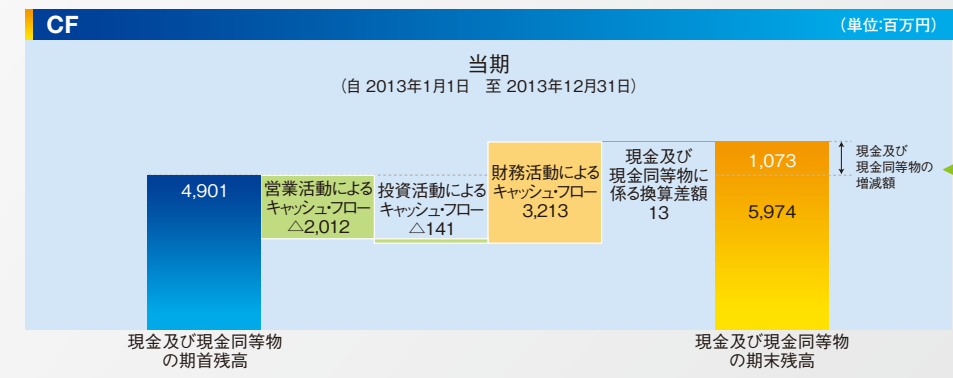 CF
(単位:百万円)
当期
(自 2013年1月1日 至 2013年12月31日)
4,901
営業活動による
キャッシュ・フロー
△2,012
投資活動による
キャッシュ・フロー
△141
財務活動による
キャッシュ・フロー
3,213
現金及び
現金同等物に
係る換算差額
13
1,073
5,974
現金及び
現金同等物の
増減額
現金及び現金同等物
の期首残高
現金及び現金同等物
の期末残高